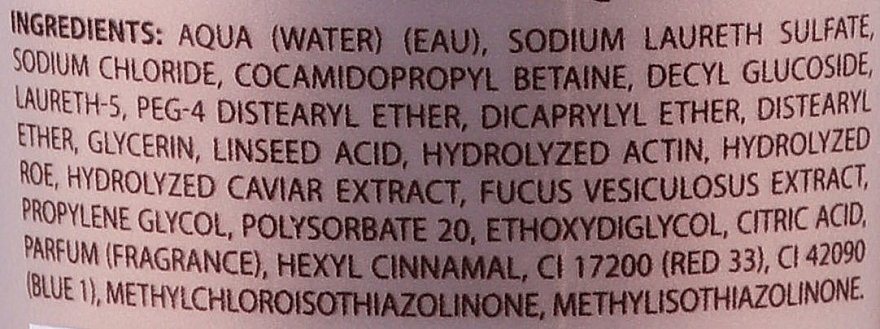 INGREDIENTS: AQUA (WATER) (EAU), SODIUM LAURETH SULFATE,
SODIUM CHLORIDE, COCAMIDOPROPYL BETAINE, DECYL GLUCOSIDE,
LAURETH-5, PEG-4 DISTEARYL ETHER, DICAPRYLYL ETHER, DISTEARYL
ETHER, GLYCERIN, LINSEED ACID, HYDROLYZED ACTIN, HYDROLYZED
ROE, HYDROLYZED CAVIAR EXTRACT, FUCUS VESICULOSUS EXTRACT,
PROPYLENE GLYCOL, POLYSORBATE 20, ETHOXYDIGLYCOL, CITRIC ACID,
PARFUM (FRAGRANCE), HEXYL CINNAMAL, CI 17200 (RED 33), CI 42090
(BLUE 1), METHYLCHLOROISOTHIAZOLINONE, METHYLISOTHIAZOLINONE.